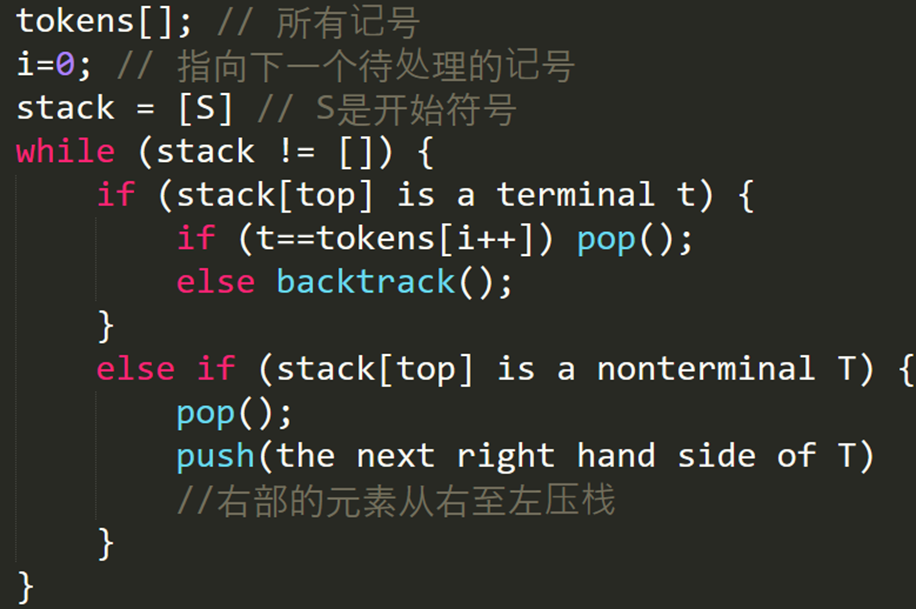 tokens[]; // 所有记号
i=0; // 指向下一个待处理的记号
stack = [S] // S是开始符号
while (stack != []) {
    if (stack[top] is a terminal t) {
        if (t==tokens[i++]) pop();
        else backtrack();
    }
    else if (stack[top] is a nonterminal T) {
        pop();
        push(the next right hand side of T)
        //右部的元素从右至左压栈
    }
}